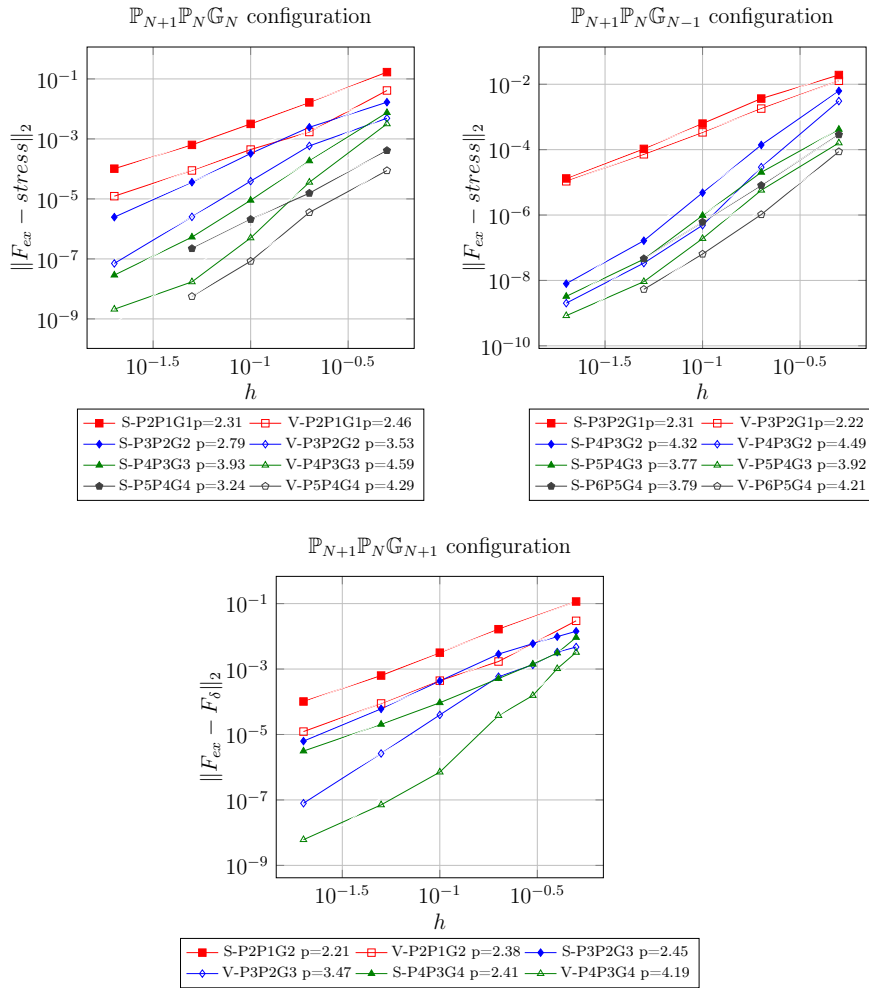 ℙ_{N+1}ℙ_N𝔾_N configuration
10^{-1}
10^{-3}
10^{-5}
10^{-7}
10^{-9}
‖F_{ex} − stress‖_2
10^{-1.5} 10^{-1} 10^{-0.5}
h
S-P2P1G1p=2.31 V-P2P1G1p=2.46
S-P3P2G2 p=2.79 V-P3P2G2 p=3.53
S-P4P3G3 p=3.93 V-P4P3G3 p=4.59
S-P5P4G4 p=3.24 V-P5P4G4 p=4.29
ℙ_{N+1}ℙ_N𝔾_{N−1} configuration
10^{-2}
10^{-4}
10^{-6}
10^{-8}
10^{-10}
‖F_{ex} − stress‖_2
10^{-1.5} 10^{-1} 10^{-0.5}
h
S-P3P2G1p=2.31 V-P3P2G1p=2.22
S-P4P3G2 p=4.32 V-P4P3G2 p=4.49
S-P5P4G3 p=3.77 V-P5P4G3 p=3.92
S-P6P5G4 p=3.79 V-P6P5G4 p=4.21
ℙ_{N+1}ℙ_N𝔾_{N+1} configuration
10^{-1}
10^{-3}
10^{-5}
10^{-7}
10^{-9}
‖F_{ex} − F_δ‖_2
10^{-1.5} 10^{-1} 10^{-0.5}
h
S-P2P1G2 p=2.21 V-P2P1G2 p=2.38 S-P3P2G3 p=2.45
V-P3P2G3 p=3.47 S-P4P3G4 p=2.41 V-P4P3G4 p=4.19